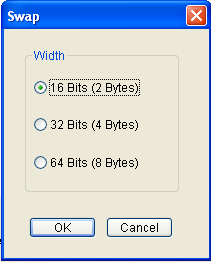 Swap
Width
16 Bits (2 Bytes)
32 Bits (4 Bytes)
64 Bits (8 Bytes)
OK
Cancel